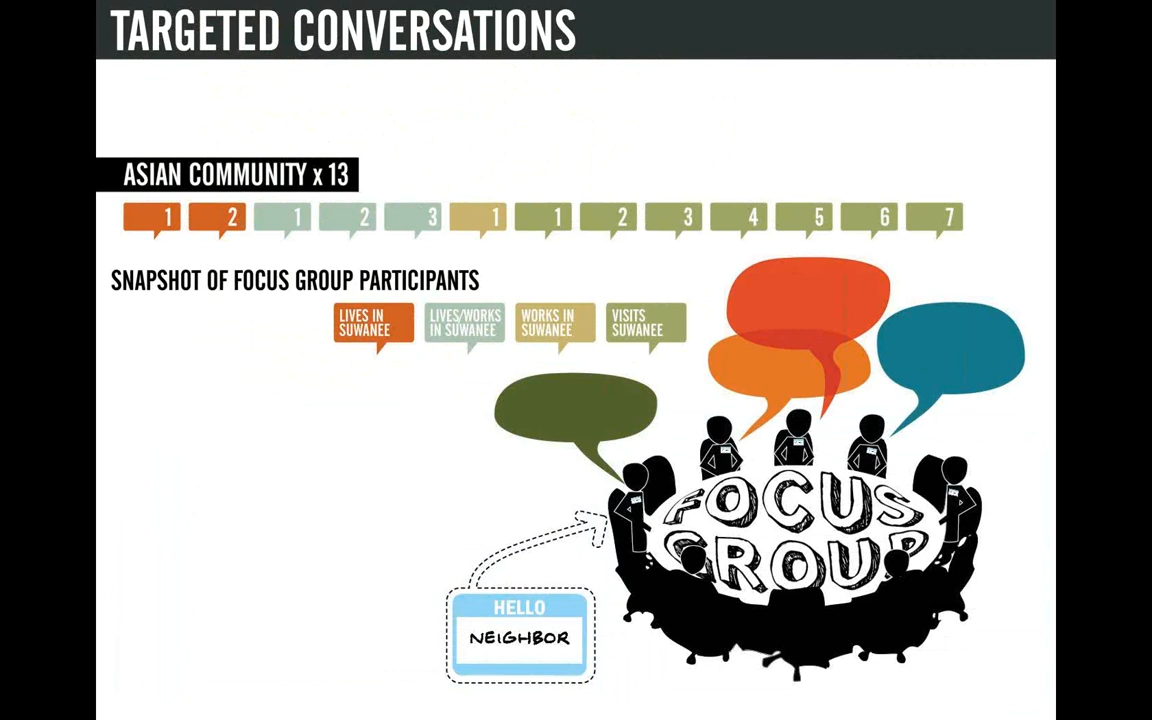 TARGETED CONVERSATIONS
ASIAN COMMUNITY x 13
1 2 1 2 3 1 1 2 3 4 5 6 7
SNAPSHOT OF FOCUS GROUP PARTICIPANTS
LIVES IN
SUWANEE
LIVES/WORKS
IN SUWANEE
WORKS IN
SUWANEE
VISITS
SUWANEE
FOCUS
GROUP
HELLO
NEIGHBOR